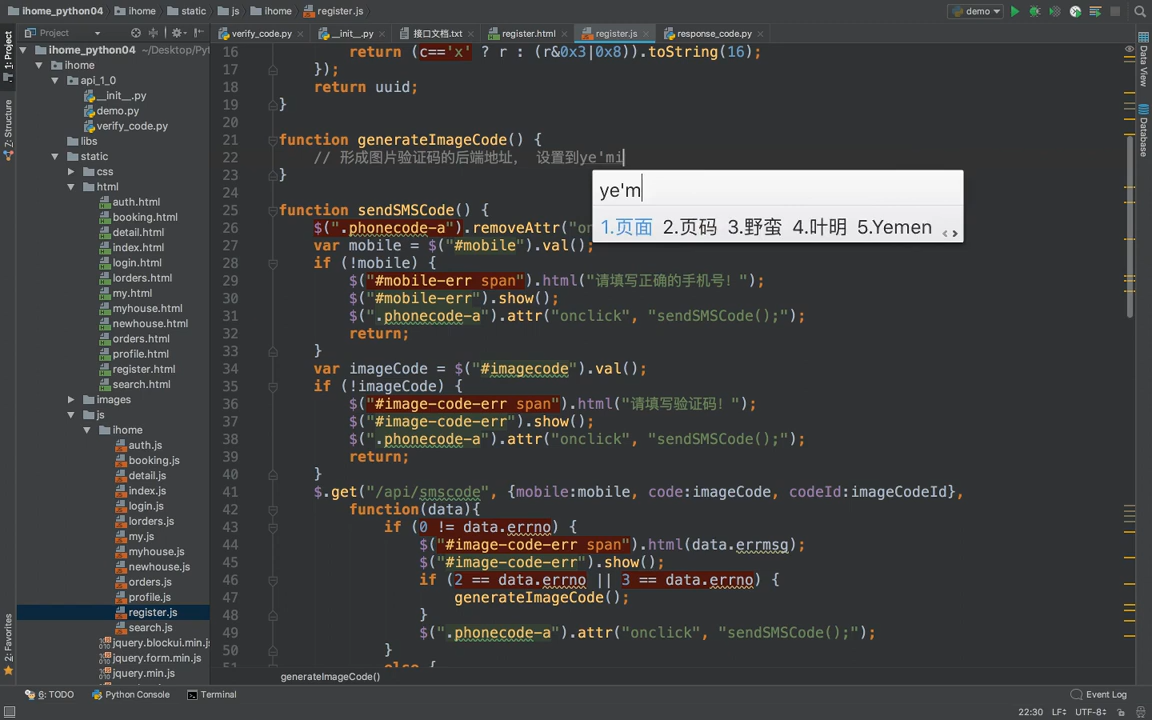 ihome_python04
ihome
static
js
ihome
register.js
demo
Project
verify_code.py
__init__.py
接口文档.txt
register.html
register.js
response_code.py
1: Project
Z: Structure
2: Favorites
Data View
Database
ihome_python04 ~/Desktop/Pyt
ihome
api_1_0
__init__.py
demo.py
verify_code.py
libs
static
css
html
auth.html
booking.html
detail.html
index.html
login.html
lorders.html
my.html
myhouse.html
newhouse.html
orders.html
profile.html
register.html
search.html
images
js
ihome
auth.js
booking.js
detail.js
index.js
login.js
lorders.js
my.js
myhouse.js
newhouse.js
orders.js
profile.js
register.js
search.js
jquery.blockui.min.js
jquery.form.min.js
jquery.min.js
16 return (c=='x' ? r : (r&0x3|0x8)).toString(16);
17 });
18 return uuid;
19 }
20
21 function generateImageCode() {
22 // 形成图片验证码的后端地址， 设置到ye'mi
23 }
24
25 function sendSMSCode() {
26 $(".phonecode-a").removeAttr("on
27 var mobile = $("#mobile").val();
28 if (!mobile) {
29 $("#mobile-err span").html("请填写正确的手机号！");
30 $("#mobile-err").show();
31 $(".phonecode-a").attr("onclick", "sendSMSCode();");
32 return;
33 }
34 var imageCode = $("#imagecode").val();
35 if (!imageCode) {
36 $("#image-code-err span").html("请填写验证码！");
37 $("#image-code-err").show();
38 $(".phonecode-a").attr("onclick", "sendSMSCode();");
39 return;
40 }
41 $.get("/api/smscode", {mobile:mobile, code:imageCode, codeId:imageCodeId},
42 function(data){
43 if (0 != data.errno) {
44 $("#image-code-err span").html(data.errmsg);
45 $("#image-code-err").show();
46 if (2 == data.errno || 3 == data.errno) {
47 generateImageCode();
48 }
49 $(".phonecode-a").attr("onclick", "sendSMSCode();");
50 }
51 else {
ye'm
1.页面 2.页码 3.野蛮 4.叶明 5.Yemen
generateImageCode()
6: TODO
Python Console
Terminal
Event Log
22:30 LF UTF-8